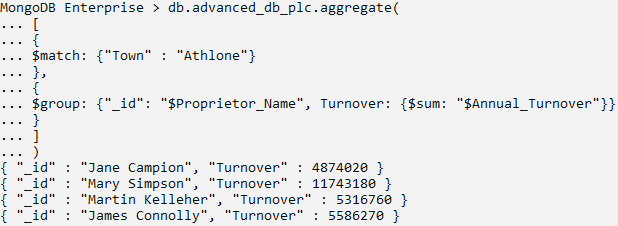 MongoDB Enterprise > db.advanced_db_plc.aggregate(
... [
... {
... $match: {"Town" : "Athlone"}
... },
... {
... $group: {"_id": "$Proprietor_Name", Turnover: {$sum: "$Annual_Turnover"}}
... }
... ]
... )
{ "_id" : "Jane Campion", "Turnover" : 4874020 }
{ "_id" : "Mary Simpson", "Turnover" : 11743180 }
{ "_id" : "Martin Kelleher", "Turnover" : 5316760 }
{ "_id" : "James Connolly", "Turnover" : 5586270 }